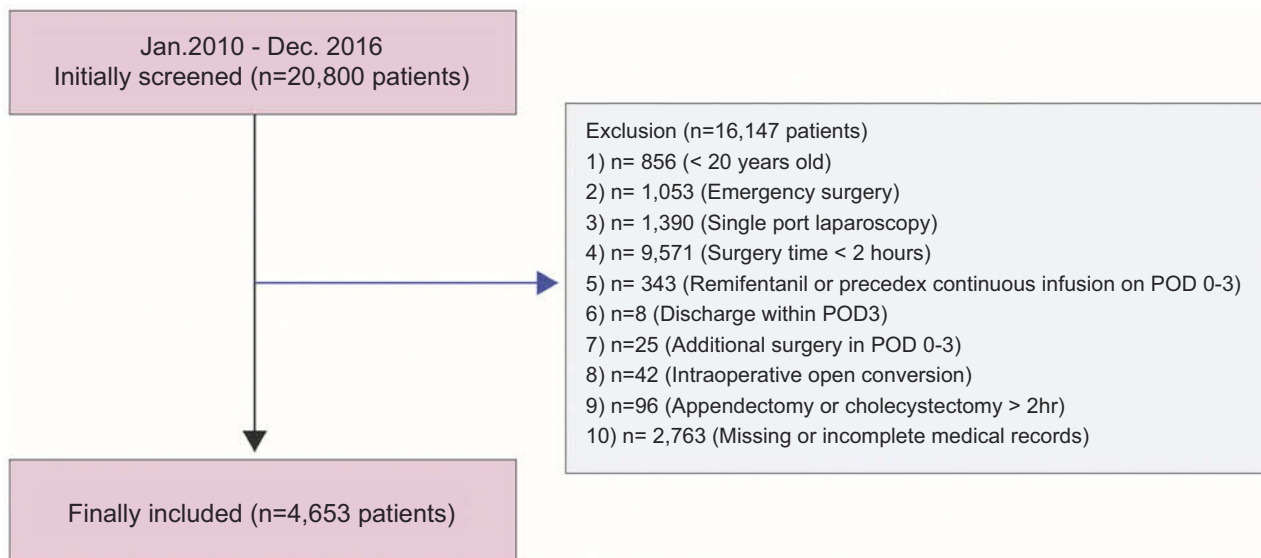 Jan.2010 - Dec. 2016
Initially screened (n=20,800 patients)
Exclusion (n=16,147 patients)
1) n= 856 (< 20 years old)
2) n= 1,053 (Emergency surgery)
3) n= 1,390 (Single port laparoscopy)
4) n= 9,571 (Surgery time < 2 hours)
5) n= 343 (Remifentanil or precedex continuous infusion on POD 0-3)
6) n=8 (Discharge within POD3)
7) n=25 (Additional surgery in POD 0-3)
8) n=42 (Intraoperative open conversion)
9) n=96 (Appendectomy or cholecystectomy > 2hr)
10) n= 2,763 (Missing or incomplete medical records)
Finally included (n=4,653 patients)